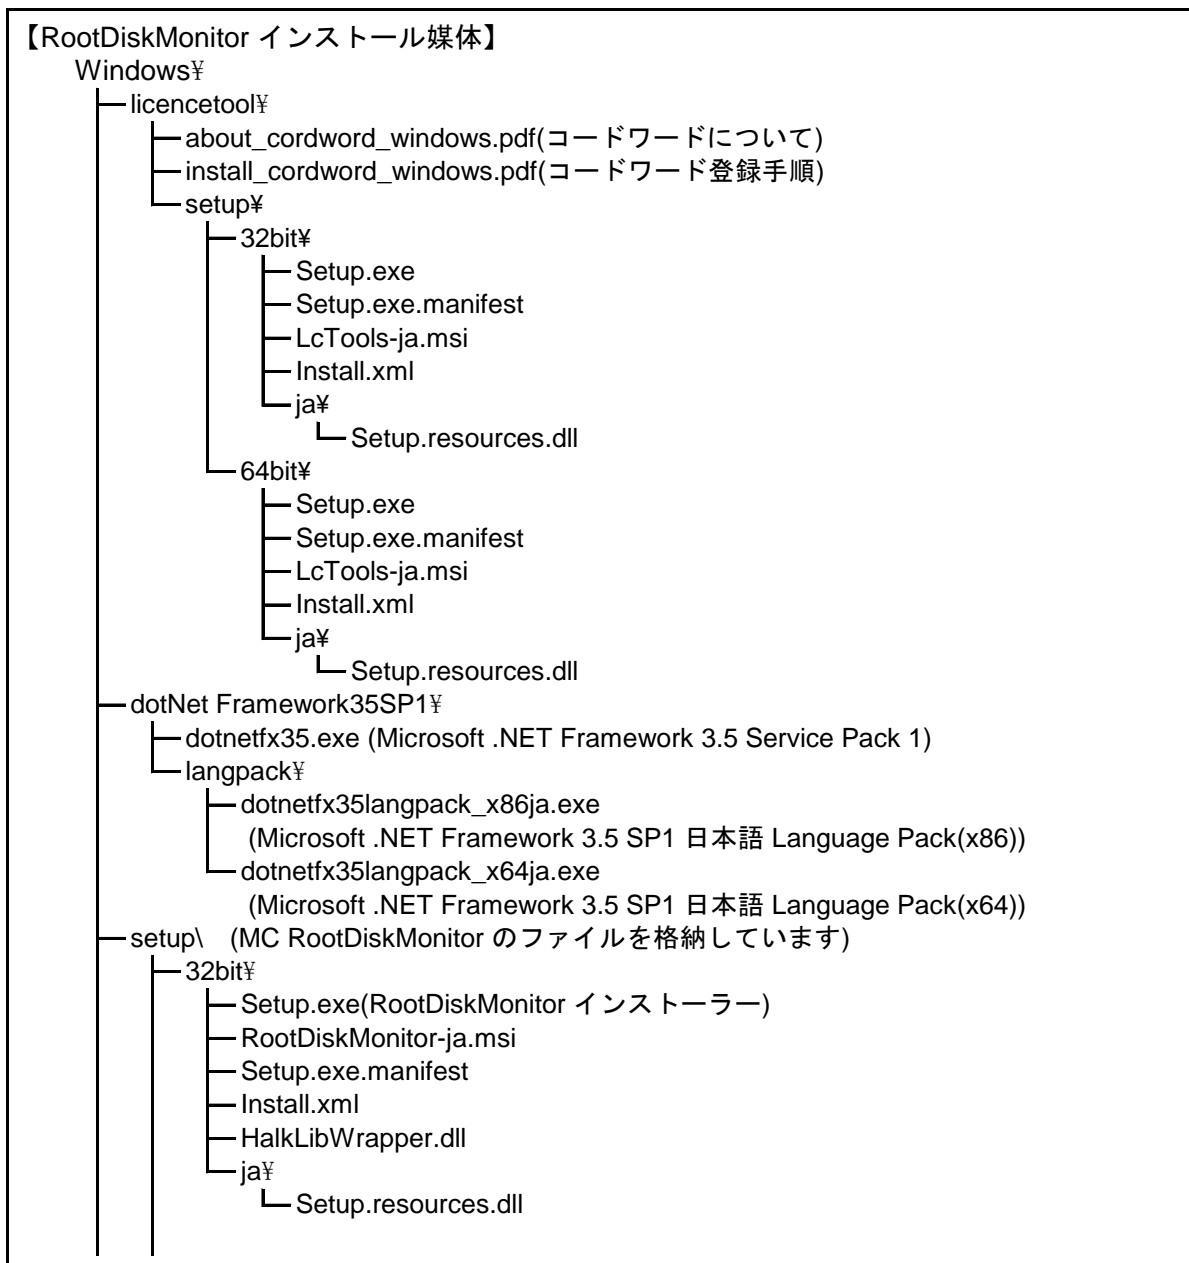 【RootDiskMonitor インストール媒体】
Windows¥
licencetool¥
about_cordword_windows.pdf(コードワードについて)
install_cordword_windows.pdf(コードワード登録手順)
setup¥
32bit¥
Setup.exe
Setup.exe.manifest
LcTools-ja.msi
Install.xml
ja¥
Setup.resources.dll
64bit¥
Setup.exe
Setup.exe.manifest
LcTools-ja.msi
Install.xml
ja¥
Setup.resources.dll
dotNet Framework35SP1¥
dotnetfx35.exe (Microsoft .NET Framework 3.5 Service Pack 1)
langpack¥
dotnetfx35langpack_x86ja.exe
(Microsoft .NET Framework 3.5 SP1 日本語 Language Pack(x86))
dotnetfx35langpack_x64ja.exe
(Microsoft .NET Framework 3.5 SP1 日本語 Language Pack(x64))
setup\ (MC RootDiskMonitor のファイルを格納しています)
32bit¥
Setup.exe(RootDiskMonitor インストーラー)
RootDiskMonitor-ja.msi
Setup.exe.manifest
Install.xml
HalkLibWrapper.dll
ja¥
Setup.resources.dll